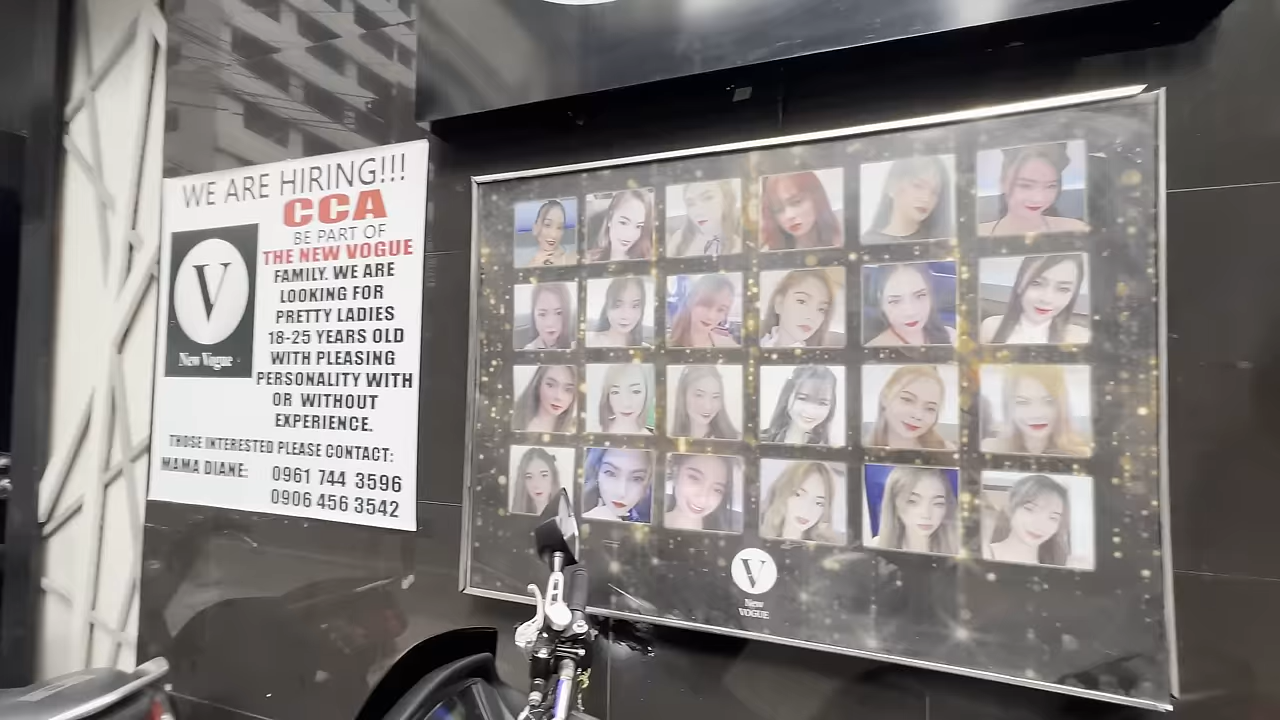 WE ARE HIRING!!!
CCA
BE PART OF
THE NEW VOGUE
FAMILY. WE ARE
LOOKING FOR
PRETTY LADIES
18-25 YEARS OLD
WITH PLEASING
PERSONALITY WITH
OR WITHOUT
EXPERIENCE.
V
New Vogue
THOSE INTERESTED PLEASE CONTACT:
MAMA DIANE: 0961 744 3596
0906 456 3542
V
New
VOGUE